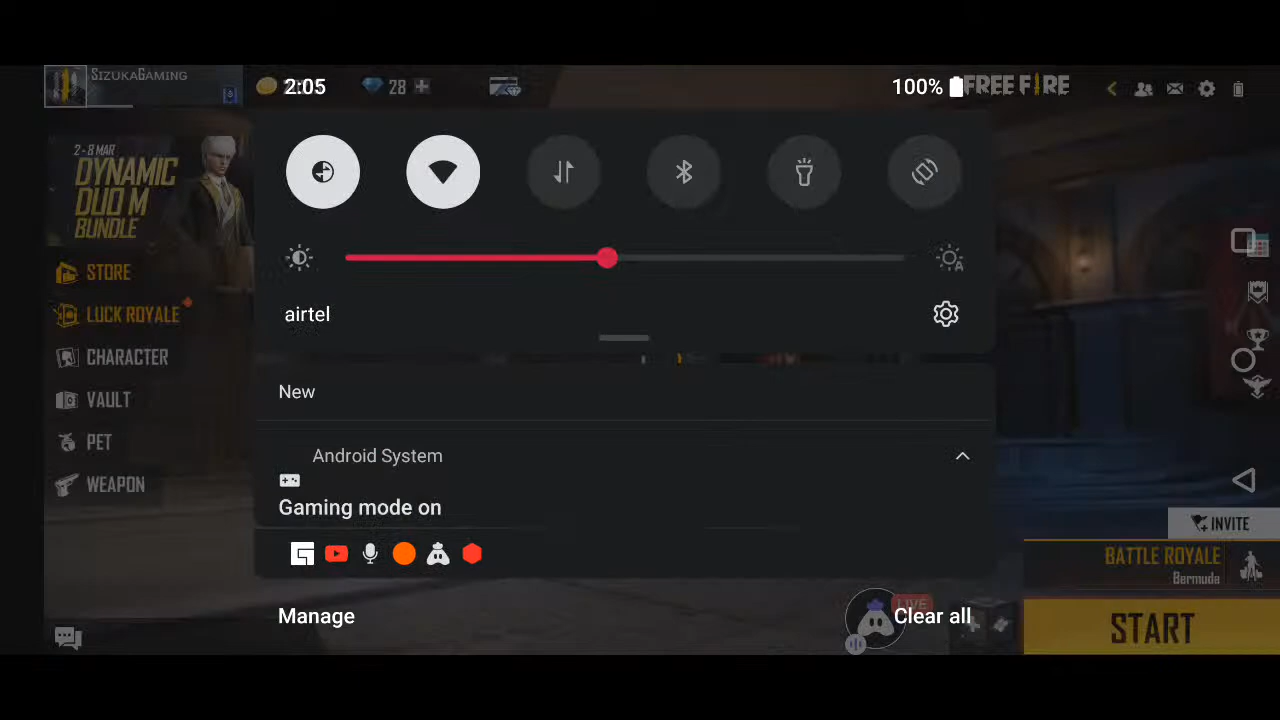 SizukaGaming
2:05
28
100%
FREE FIRE
2-8 MAR
DYNAMIC
DUO M
BUNDLE
STORE
LUCK ROYALE
CHARACTER
VAULT
PET
WEAPON
airtel
New
Android System
Gaming mode on
Manage
LIVE
Clear all
INVITE
BATTLE ROYALE
Bermuda
START